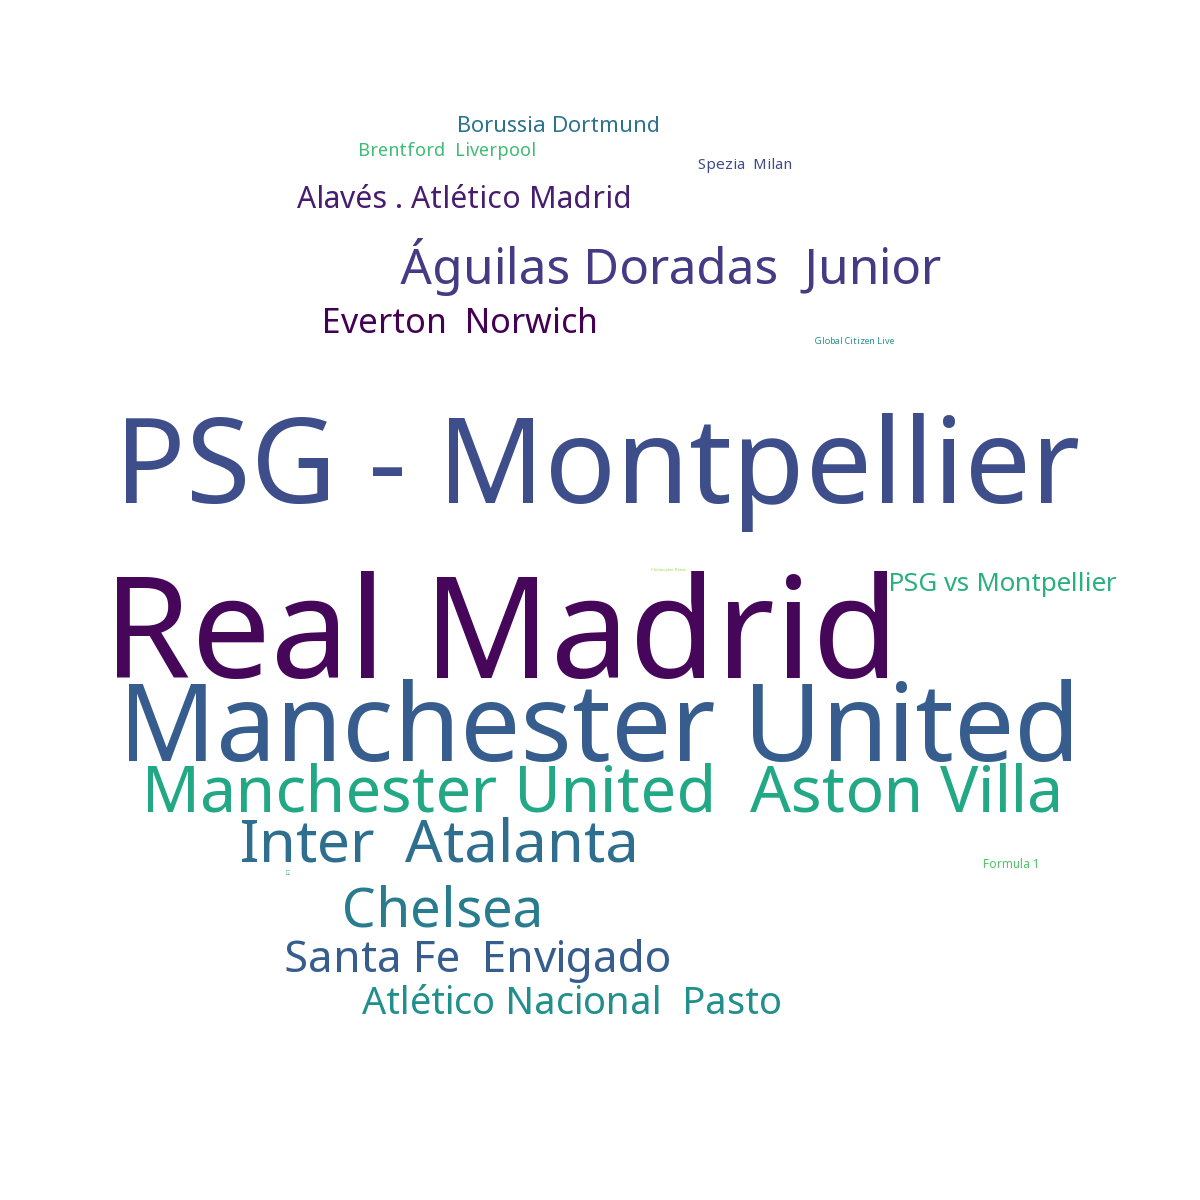 Borussia Dortmund
Brentford  Liverpool
Spezia  Milan
Alavés . Atlético Madrid
Águilas Doradas  Junior
Everton  Norwich
Global Citizen Live
PSG - Montpellier
Real Madrid
PSG vs Montpellier
Manchester United
Manchester United  Aston Villa
Inter  Atalanta
Formula 1
Chelsea
Santa Fe  Envigado
Atlético Nacional  Pasto